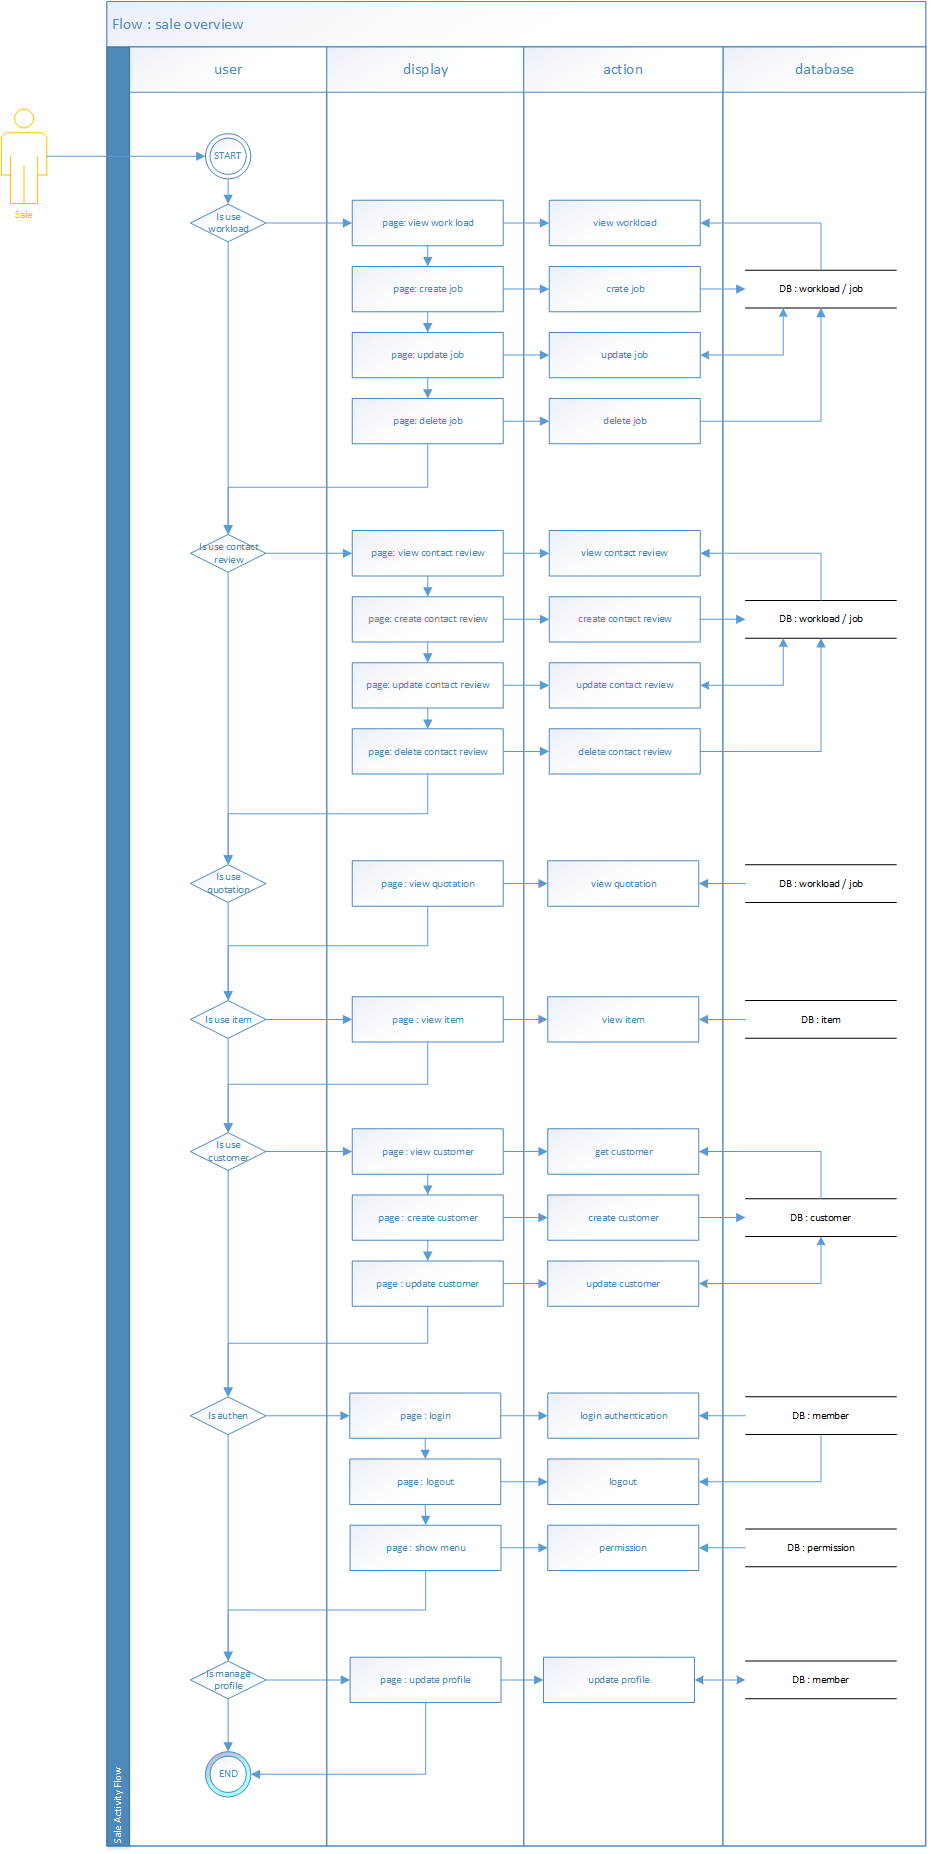 Flow : sale overview
user
display
action
database
START
Sale
Is use
workload
page: view work load
view workload
page: create job
crate job
DB : workload / job
page: update job
update job
page: delete job
delete job
Is use contact
review
page: view contact review
view contact review
page: create contact review
create contact review
DB : workload / job
page: update contact review
update contact review
page: delete contact review
delete contact review
Is use
quotation
page : view quotation
view quotation
DB : workload / job
Is use item
page : view item
view item
DB : item
Is use
customer
page : view customer
get customer
page : create customer
create customer
DB : customer
page : update customer
update customer
Is authen
page : login
login authentication
DB : member
page : logout
logout
page : show menu
permission
DB : permission
Is manage
profile
page : update profile
update profile
DB : member
END
Sale Activity Flow